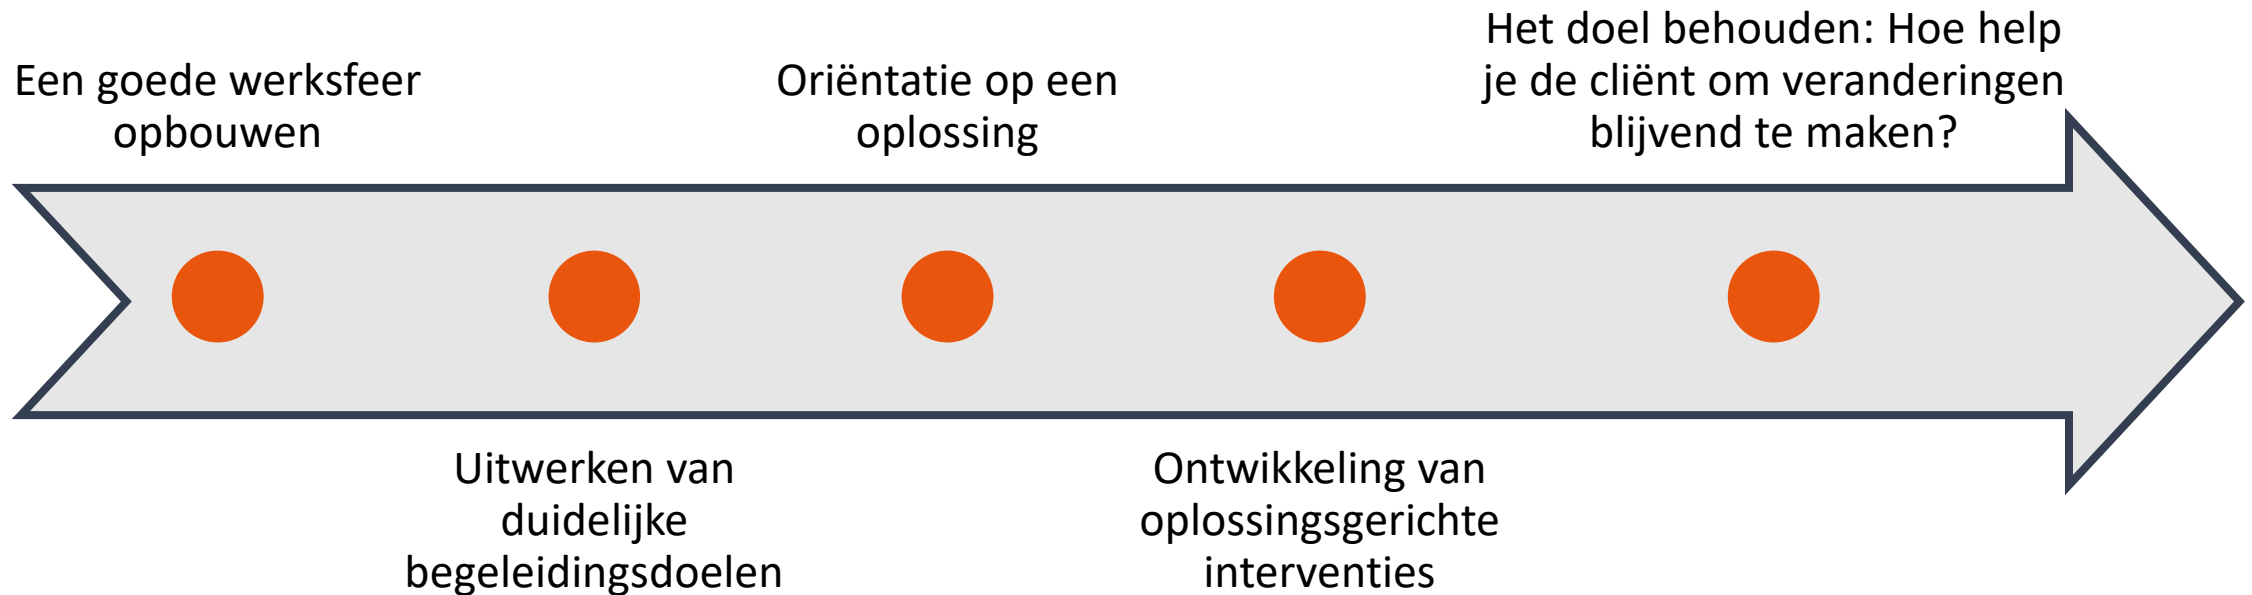 Een goede werksfeer
opbouwen
Uitwerken van
duidelijke
begeleidingsdoelen
Oriëntatie op een
oplossing
Ontwikkeling van
oplossingsgerichte
interventies
Het doel behouden: Hoe help
je de cliënt om veranderingen
blijvend te maken?